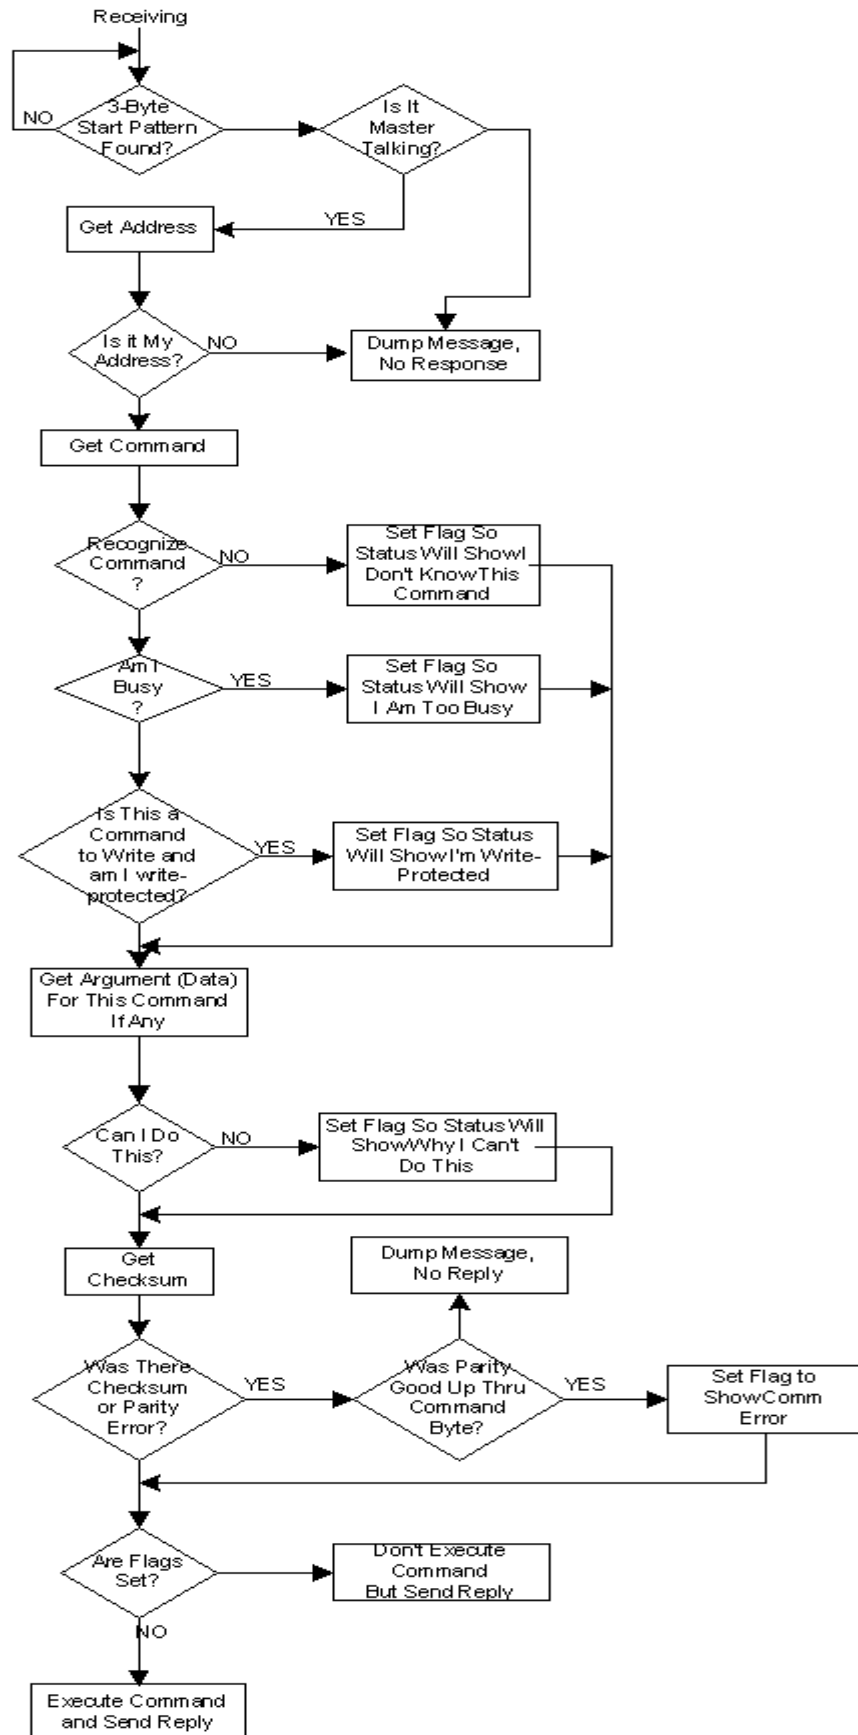 Receiving
3-Byte
Start Pattern
Found?
NO
Is It
Master
Talking?
YES
Get Address
Is it My
Address?
NO
Dump Message,
No Response
Get Command
Recognize
Command
?
NO
Set Flag So
Status Will Show I
Don't Know This
Command
Am I
Busy
?
YES
Set Flag So
Status Will Show
I Am Too Busy
Is This a
Command
to Write and
am I write-
protected?
YES
Set Flag So Status
Will Show I'm Write-
Protected
Get Argument (Data)
For This Command
If Any
Can I Do
This?
NO
Set Flag So Status Will
Show Why I Can't
Do This
Get
Checksum
Dump Message,
No Reply
Was There
Checksum
or Parity
Error?
YES
Was Parity
Good Up Thru
Command
Byte?
YES
Set Flag to
Show Comm
Error
Are Flags
Set?
Don't Execute
Command
But Send Reply
NO
Execute Command
and Send Reply